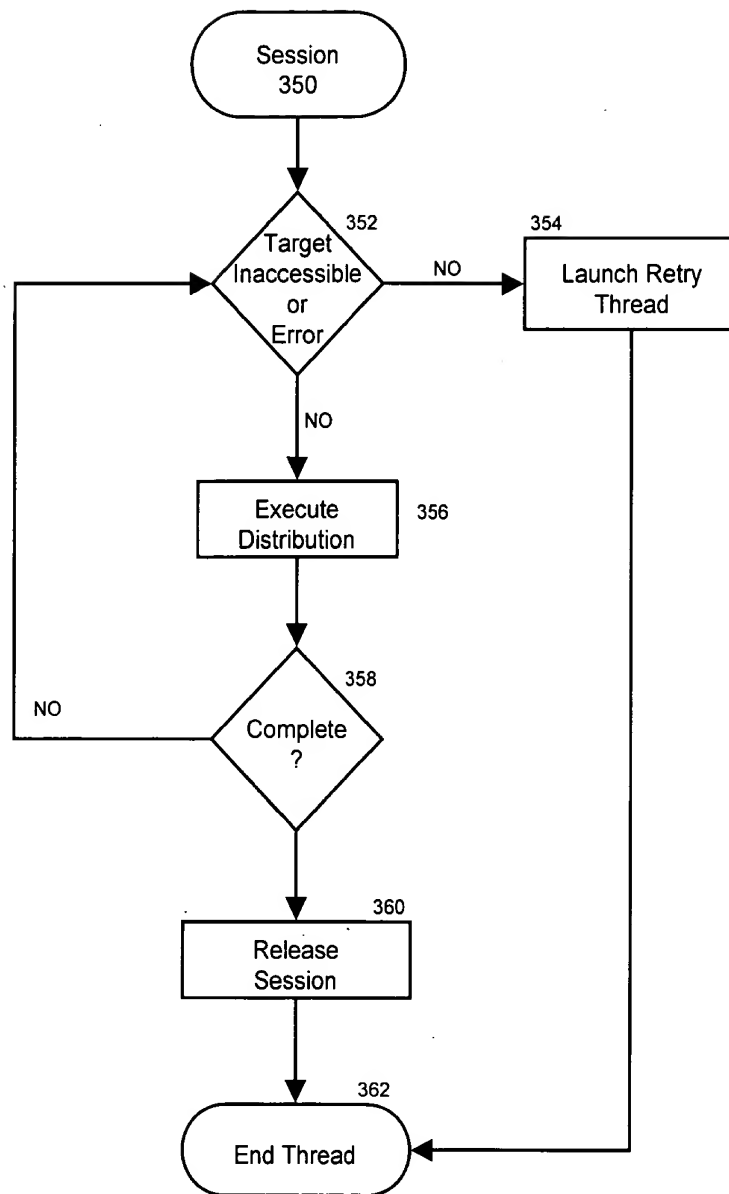 Session
350
352
Target
Inaccessible
or
Error
NO
354
Launch Retry
Thread
NO
Execute
Distribution
356
358
Complete
?
NO
360
Release
Session
362
End Thread